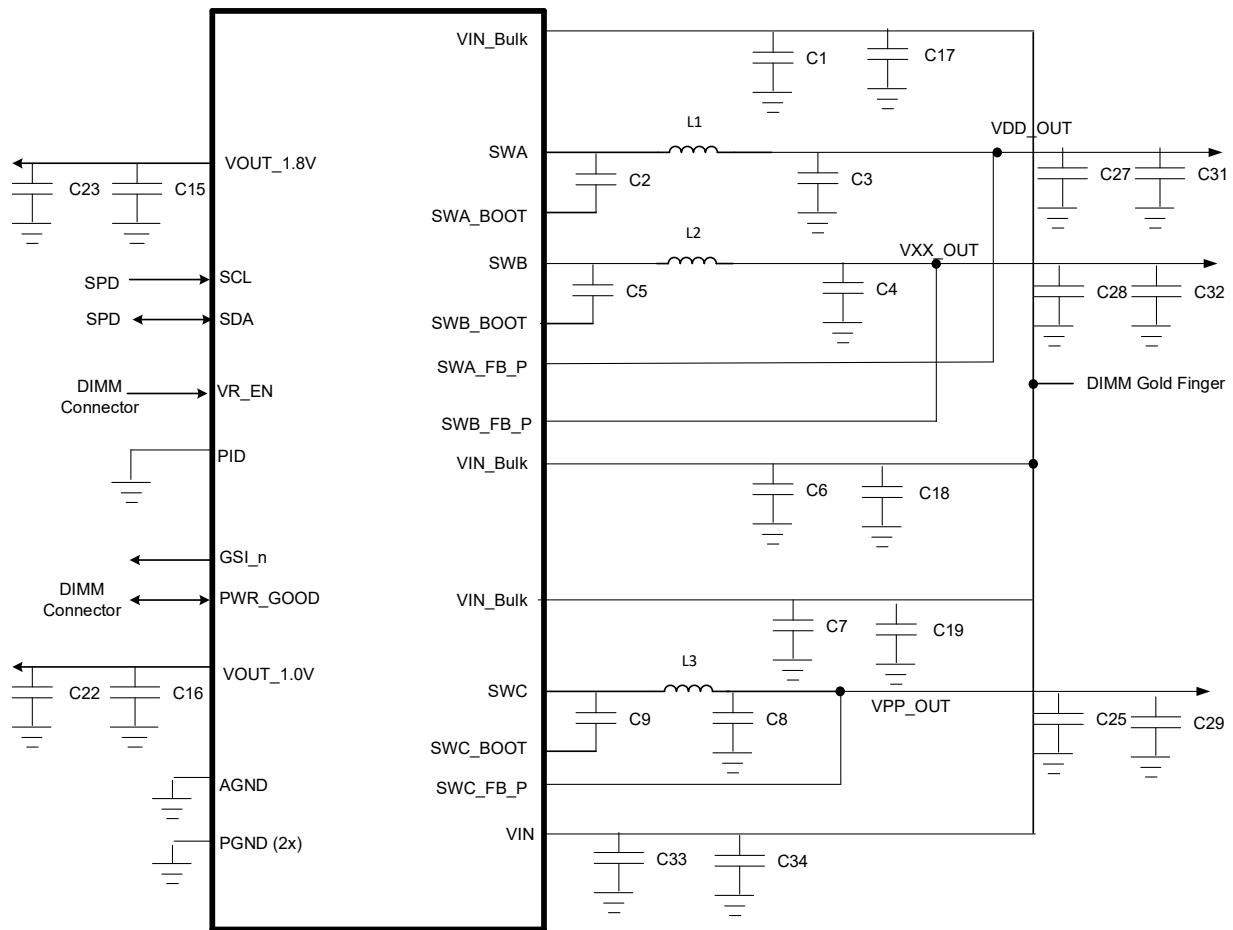 VIN_Bulk
C1
C17
L1
VDD_OUT
SWA
VOUT_1.8V
C2
C3
C27
C31
C23
C15
SWA_BOOT
L2
VXX_OUT
SWB
SCL
SPD
C5
C4
C28
C32
SPD
SDA
SWB_BOOT
SWA_FB_P
DIMM
Connector
VR_EN
DIMM Gold Finger
SWB_FB_P
PID
VIN_Bulk
C6
C18
GSI_n
DIMM
Connector
PWR_GOOD
VIN_Bulk
C7
C19
L3
VOUT_1.0V
C22
C16
SWC
VPP_OUT
C9
C8
C25
C29
SWC_BOOT
AGND
SWC_FB_P
VIN
PGND (2x)
C33
C34